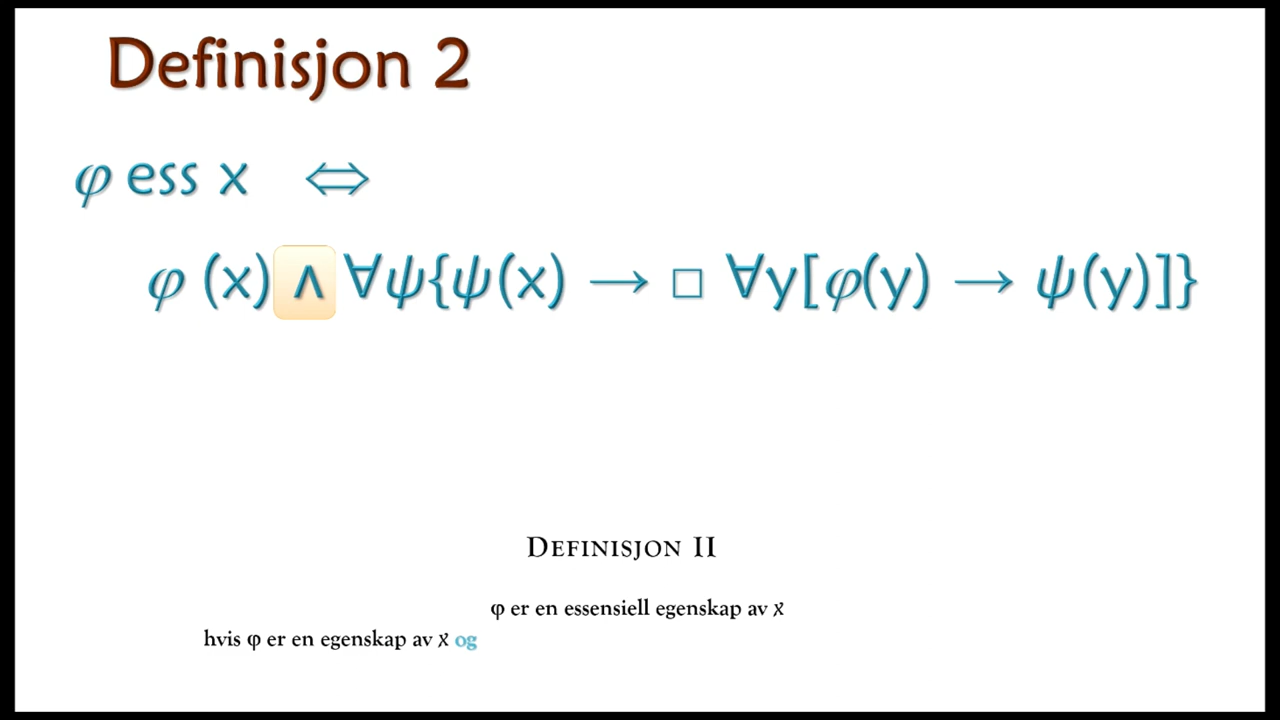 Definisjon 2
φ ess x ⇔
φ (x) ∧ ∀ψ{ψ(x) → □ ∀y[φ(y) → ψ(y)]}
Definisjon II
φ er en essensiell egenskap av x
hvis φ er en egenskap av x og